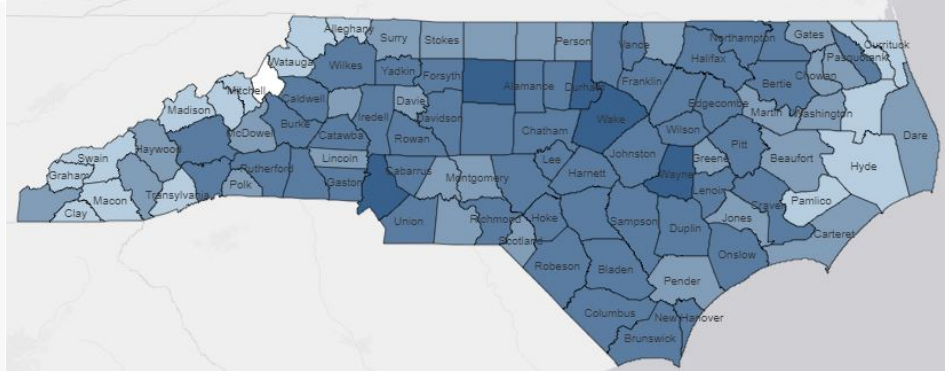 Alleghany
Surry
Stokes
Person
Vance
Northampton
Gates
Currituck
Pasquotank
Watauga
Wilkes
Yadkin
Forsyth
Alamance
Durham
Franklin
Halifax
Bertie
Chowan
Mitchell
Caldwell
Davie
Davidson
Iredell
Wake
Edgecombe
Martin
Washington
Dare
Madison
McDowell
Burke
Catawba
Rowan
Chatham
Wilson
Haywood
Johnston
Pitt
Beaufort
Hyde
Swain
Graham
Rutherford
Lincoln
Cabarrus
Montgomery
Lee
Harnett
Wayne
Greene
Lenoir
Craven
Pamlico
Macon
Transylvania
Polk
Gaston
Clay
Union
Richmond
Hoke
Sampson
Duplin
Jones
Carteret
Scotland
Onslow
Robeson
Bladen
Pender
Columbus
New Hanover
Brunswick